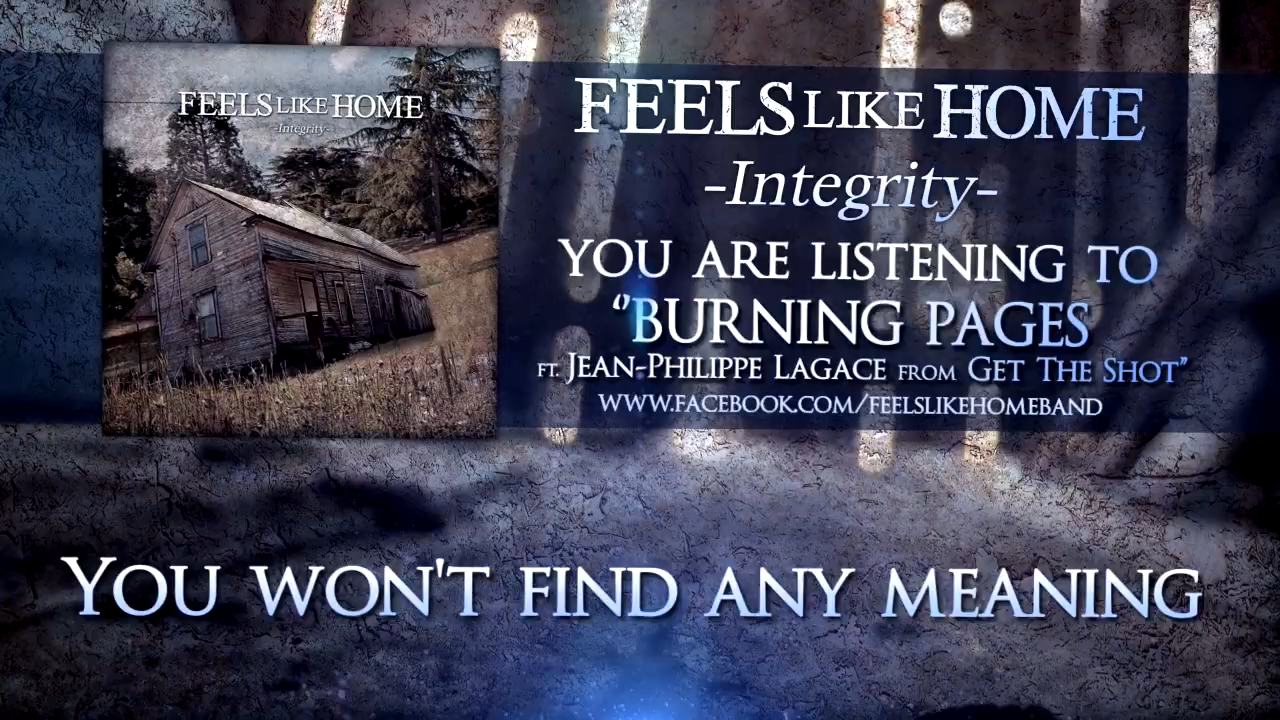 FEELS LIKE HOME
-Integrity-
FEELS LIKE HOME
-Integrity-
YOU ARE LISTENING TO
"BURNING PAGES
FT. JEAN-PHILIPPE LAGACE FROM GET THE SHOT"
WWW.FACEBOOK.COM/FEELSLIKEHOMEBAND
YOU WON'T FIND ANY MEANING